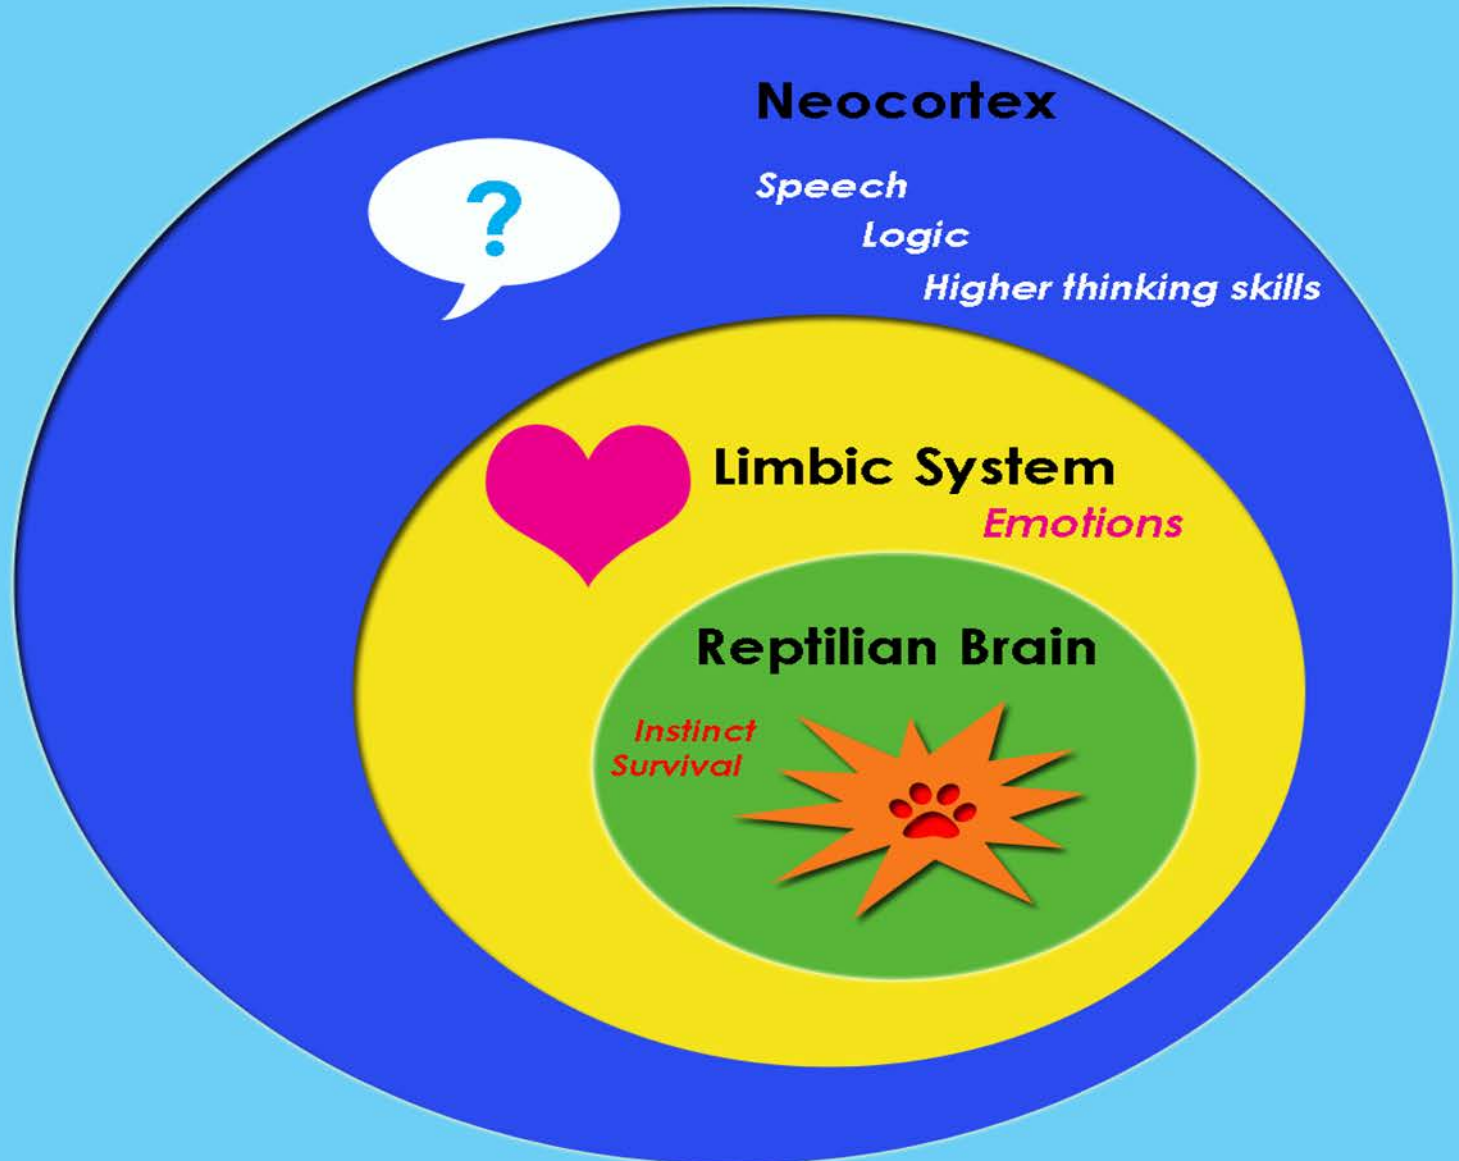 Neocortex
?
Speech
Logic
Higher thinking skills
Limbic System
Emotions
Reptilian Brain
Instinct
Survival